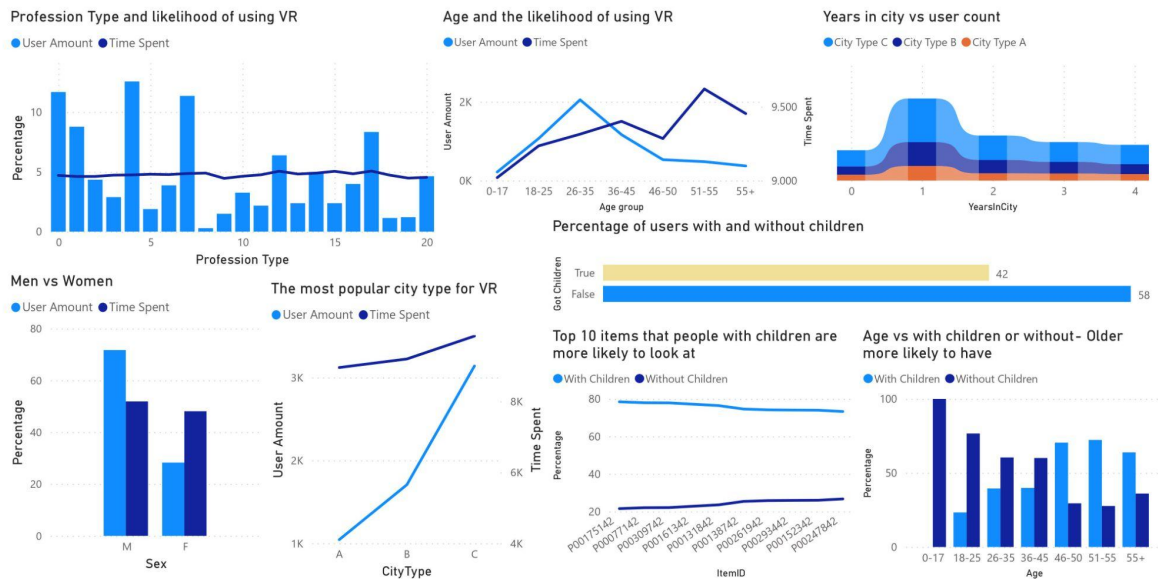 Profession Type and likelihood of using VR
User Amount Time Spent
Percentage
10
5
0
0 5 10 15 20
Profession Type
Age and the likelihood of using VR
User Amount Time Spent
User Amount
2K
0K
9,500
9,000
Time Spent
0-17 18-25 26-35 36-45 46-50 51-55 55+
Age group
Years in city vs user count
City Type C City Type B City Type A
0 1 2 3 4
YearsInCity
Percentage of users with and without children
Got Children
True 42
False 58
Men vs Women
User Amount Time Spent
Percentage
80
60
40
20
0
M F
Sex
The most popular city type for VR
User Amount Time Spent
User Amount
3K
2K
1K
8K
6K
4K
Time Spent
A B C
CityType
Top 10 items that people with children are
more likely to look at
With Children Without Children
Percentage
80
60
40
20
P00175142
P00077142
P00309742
P00161342
P00131842
P00138742
P00261942
P00293442
P00152342
P00247842
ItemID
Age vs with children or without- Older
more likely to have
With Children Without Children
Percentage
100
50
0
0-17 18-25 26-35 36-45 46-50 51-55 55+
Age